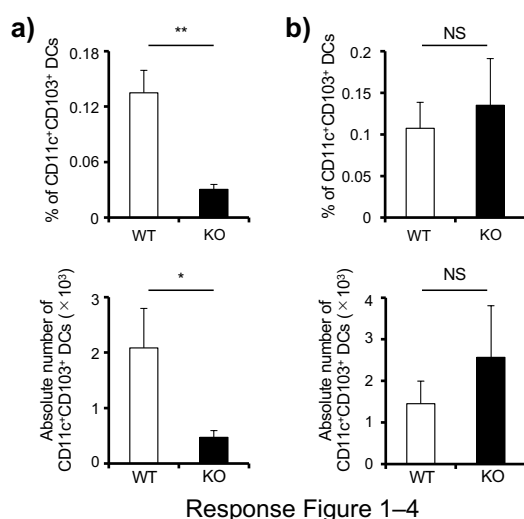 a)
**
% of CD11c⁺CD103⁺ DCs
0.18
0.12
0.06
0
WT
KO
b)
NS
% of CD11c⁺CD103⁺ DCs
0.2
0.15
0.1
0.05
0
WT
KO
*
Absolute number of
CD11c⁺CD103⁺ DCs (×10³)
3
2
1
0
WT
KO
NS
Absolute number of
CD11c⁺CD103⁺ DCs (×10³)
4
3
2
1
0
WT
KO
Response Figure 1–4